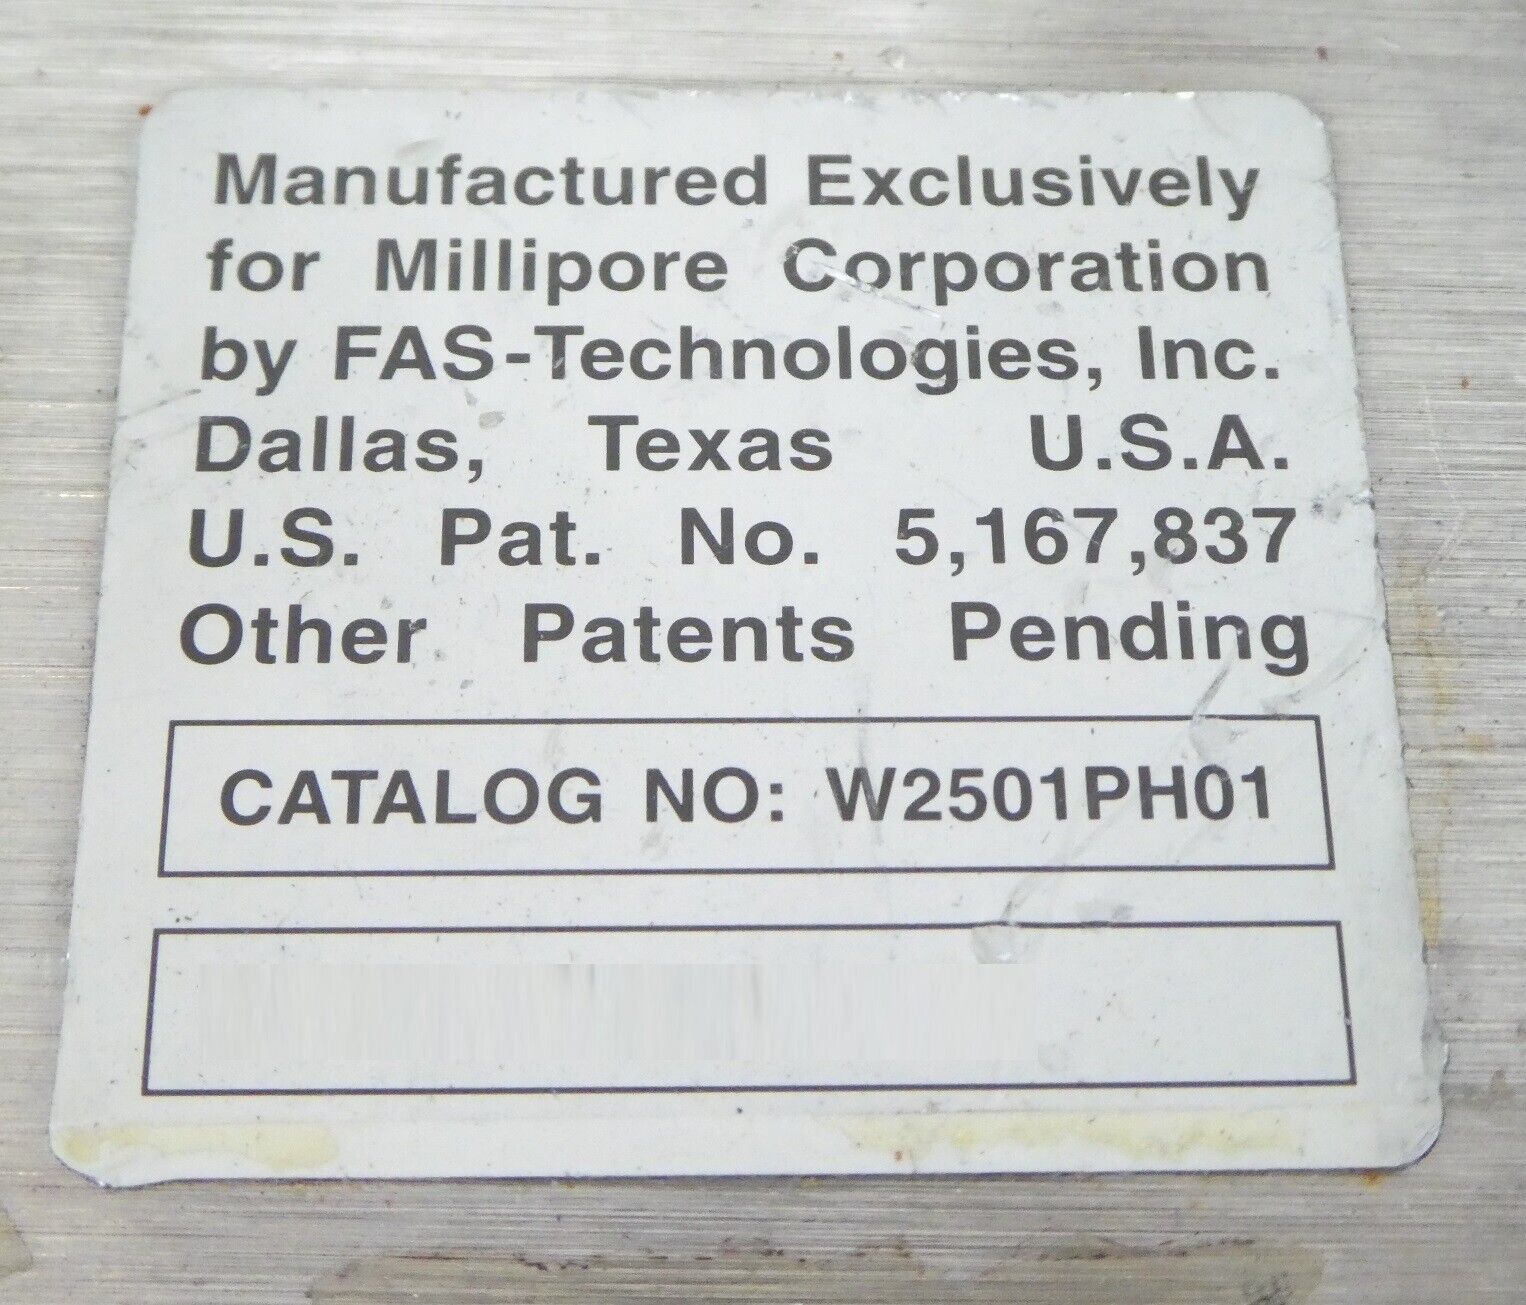 Manufactured Exclusively
for Millipore Corporation
by FAS-Technologies, Inc.
Dallas, Texas U.S.A.
U.S. Pat. No. 5,167,837
Other Patents Pending
CATALOG NO: W2501PH01